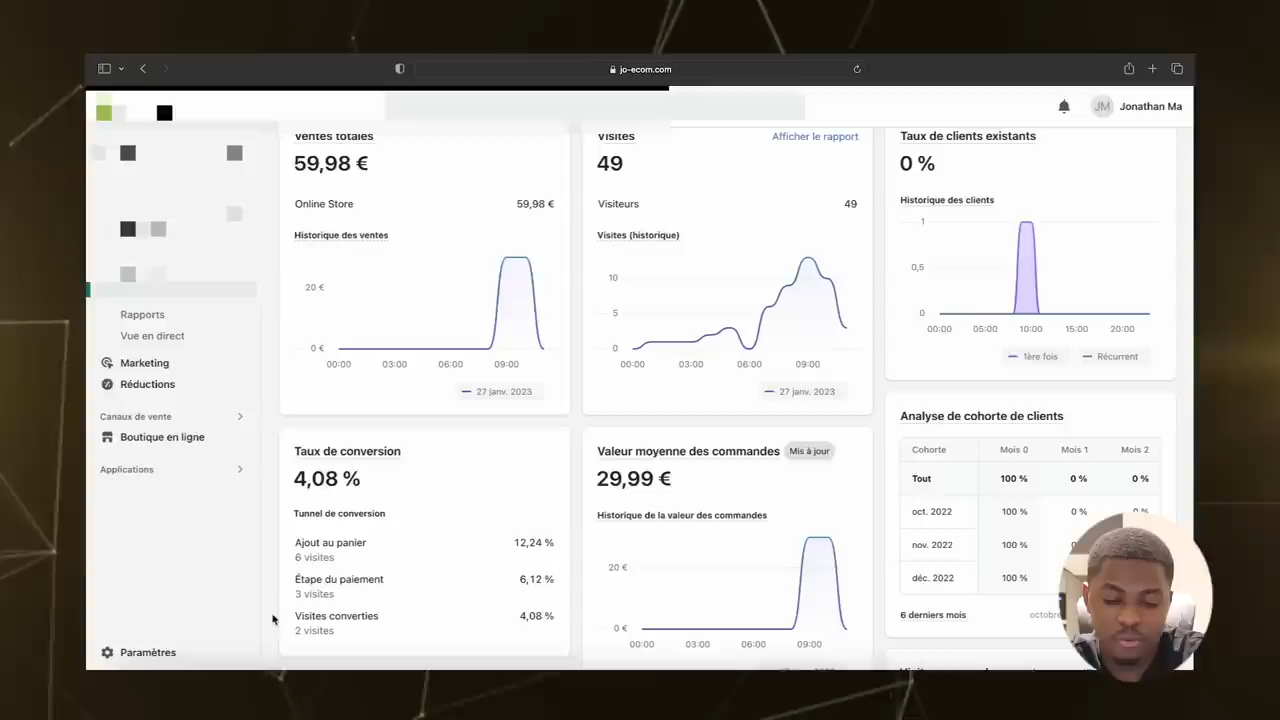 jo-ecom.com
JM
Jonathan Ma
Rapports
Vue en direct
Marketing
Réductions
Canaux de vente
Boutique en ligne
Applications
Paramètres
Ventes totales
59,98 €
Online Store 59,98 €
Historique des ventes
20 €
0 €
00:00 03:00 06:00 09:00
27 janv. 2023
Visites Afficher le rapport
49
Visiteurs 49
Visites (historique)
10
5
0
00:00 03:00 06:00 09:00
27 janv. 2023
Taux de clients existants
0 %
Historique des clients
1
0,5
0
00:00 05:00 10:00 15:00 20:00
1ère fois Récurrent
Taux de conversion
4,08 %
Tunnel de conversion
Ajout au panier 12,24 %
6 visites
Étape du paiement 6,12 %
3 visites
Visites converties 4,08 %
2 visites
Valeur moyenne des commandes Mis à jour
29,99 €
Historique de la valeur des commandes
20 €
0 €
00:00 03:00 06:00 09:00
Analyse de cohorte de clients
Cohorte Mois 0 Mois 1 Mois 2
Tout 100 % 0 % 0 %
oct. 2022 100 % 0 % 0 %
nov. 2022 100 %
déc. 2022 100 %
6 derniers mois octobre